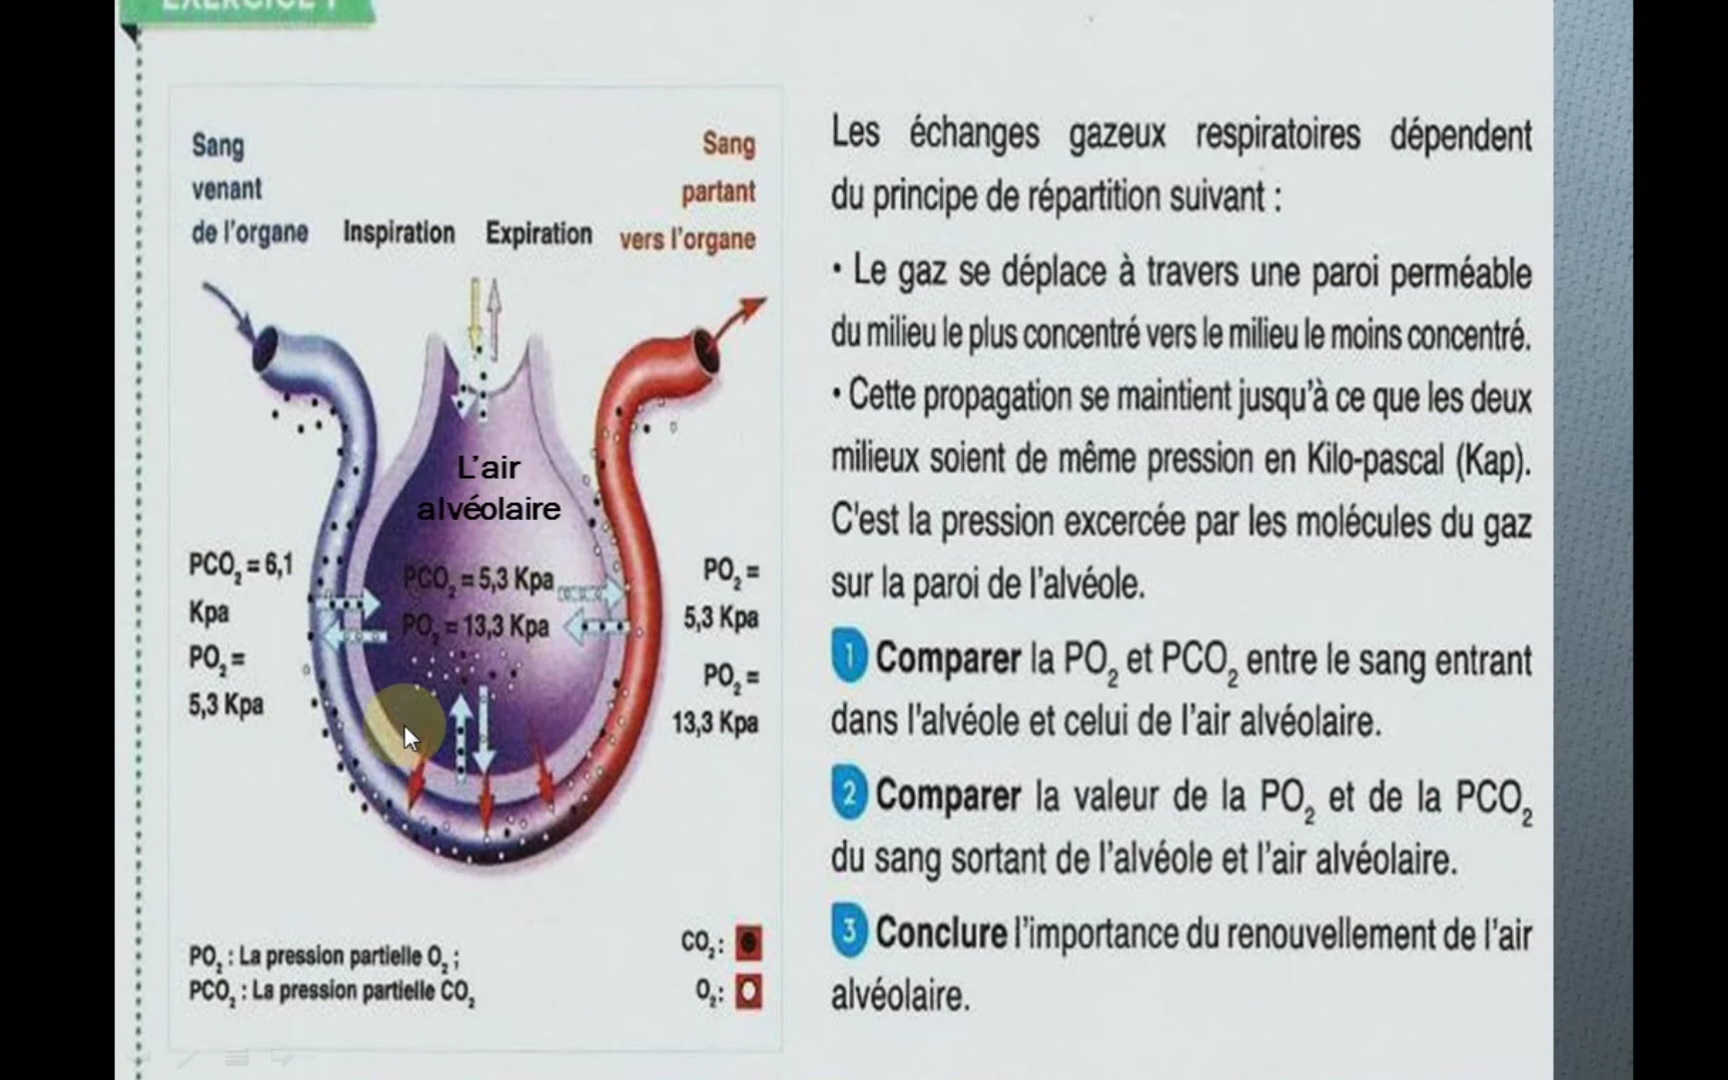 EXERCICE 1
Sang
venant
de l'organe
Inspiration
Expiration
Sang
partant
vers l'organe
L'air
alvéolaire
PCO₂ = 6,1
Kpa
PO₂ =
5,3 Kpa
PCO₂ = 5,3 Kpa
PO₂ = 13,3 Kpa
PO₂ =
5,3 Kpa
PO₂ =
13,3 Kpa
PO₂ : La pression partielle O₂ ;
PCO₂ : La pression partielle CO₂
CO₂ :
O₂ :
Les échanges gazeux respiratoires dépendent
du principe de répartition suivant :
• Le gaz se déplace à travers une paroi perméable
du milieu le plus concentré vers le milieu le moins concentré.
• Cette propagation se maintient jusqu'à ce que les deux
milieux soient de même pression en Kilo-pascal (Kap).
C'est la pression excercée par les molécules du gaz
sur la paroi de l'alvéole.
1 Comparer la PO₂ et PCO₂ entre le sang entrant
dans l'alvéole et celui de l'air alvéolaire.
2 Comparer la valeur de la PO₂ et de la PCO₂
du sang sortant de l'alvéole et l'air alvéolaire.
3 Conclure l'importance du renouvellement de l'air
alvéolaire.